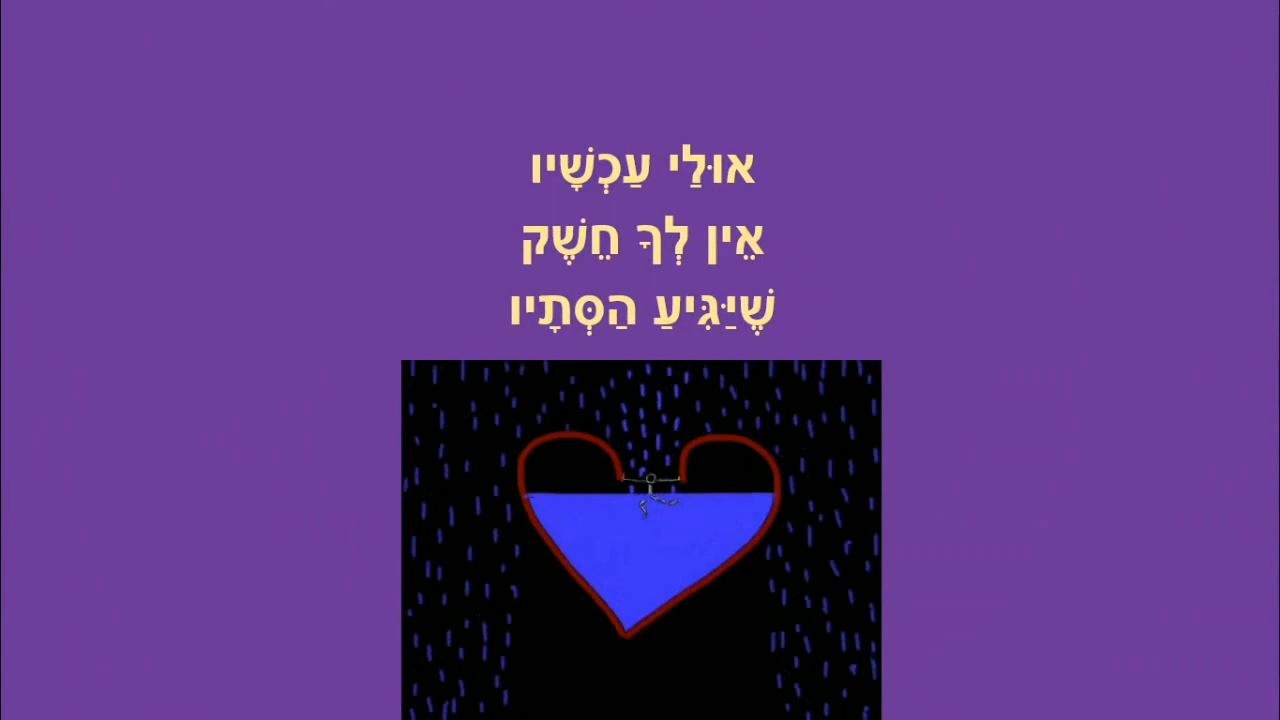 אוּלַי עַכְשָׁיו
אֵין לְךָ חֵשֶׁק
שֶׁיַּגִּיעַ הַסְּתָיו